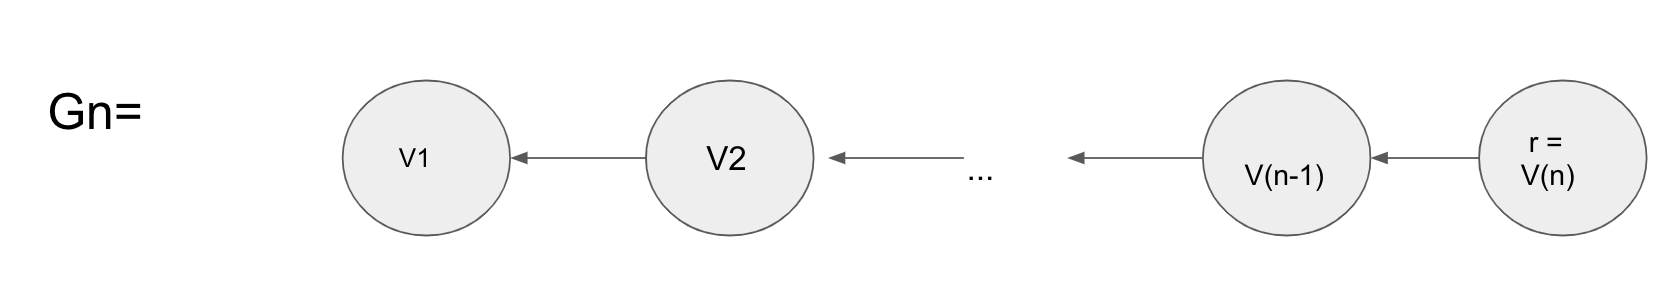 Gn=
V1
V2
...
V(n-1)
r =
V(n)